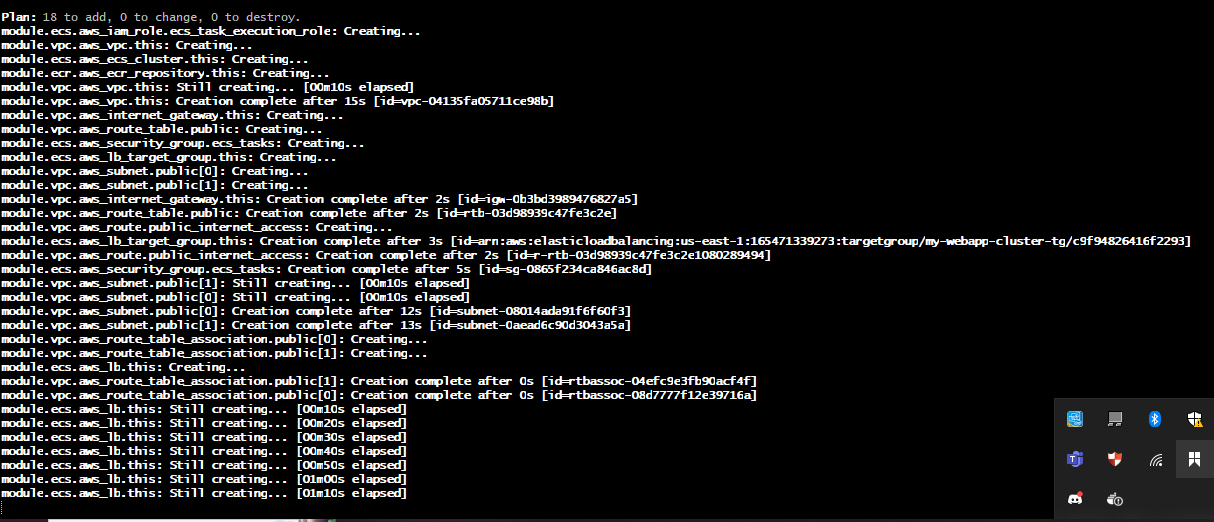 Plan: 18 to add, 0 to change, 0 to destroy.
module.ecs.aws_iam_role.ecs_task_execution_role: Creating...
module.vpc.aws_vpc.this: Creating...
module.ecs.aws_ecs_cluster.this: Creating...
module.ecr.aws_ecr_repository.this: Creating...
module.vpc.aws_vpc.this: Still creating... [00m10s elapsed]
module.vpc.aws_vpc.this: Creation complete after 15s [id=vpc-04135fa05711ce98b]
module.vpc.aws_internet_gateway.this: Creating...
module.vpc.aws_route_table.public: Creating...
module.ecs.aws_security_group.ecs_tasks: Creating...
module.ecs.aws_lb_target_group.this: Creating...
module.vpc.aws_subnet.public[0]: Creating...
module.vpc.aws_subnet.public[1]: Creating...
module.vpc.aws_internet_gateway.this: Creation complete after 2s [id=igw-0b3bd3989476827a5]
module.vpc.aws_route_table.public: Creation complete after 2s [id=rtb-03d98939c47fe3c2e]
module.vpc.aws_route.public_internet_access: Creating...
module.ecs.aws_lb_target_group.this: Creation complete after 3s [id=arn:aws:elasticloadbalancing:us-east-1:165471339273:targetgroup/my-webapp-cluster-tg/c9f94826416f2293]
module.vpc.aws_route.public_internet_access: Creation complete after 2s [id=r-rtb-03d98939c47fe3c2e1080289494]
module.ecs.aws_security_group.ecs_tasks: Creation complete after 5s [id=sg-0865f234ca846ac8d]
module.vpc.aws_subnet.public[1]: Still creating... [00m10s elapsed]
module.vpc.aws_subnet.public[0]: Still creating... [00m10s elapsed]
module.vpc.aws_subnet.public[0]: Creation complete after 12s [id=subnet-08014ada91f6f60f3]
module.vpc.aws_subnet.public[1]: Creation complete after 13s [id=subnet-0aead6c90d3043a5a]
module.vpc.aws_route_table_association.public[0]: Creating...
module.vpc.aws_route_table_association.public[1]: Creating...
module.ecs.aws_lb.this: Creating...
module.vpc.aws_route_table_association.public[1]: Creation complete after 0s [id=rtbassoc-04efc9e3fb90acf4f]
module.vpc.aws_route_table_association.public[0]: Creation complete after 0s [id=rtbassoc-08d7777f12e39716a]
module.ecs.aws_lb.this: Still creating... [00m10s elapsed]
module.ecs.aws_lb.this: Still creating... [00m20s elapsed]
module.ecs.aws_lb.this: Still creating... [00m30s elapsed]
module.ecs.aws_lb.this: Still creating... [00m40s elapsed]
module.ecs.aws_lb.this: Still creating... [00m50s elapsed]
module.ecs.aws_lb.this: Still creating... [01m00s elapsed]
module.ecs.aws_lb.this: Still creating... [01m10s elapsed]